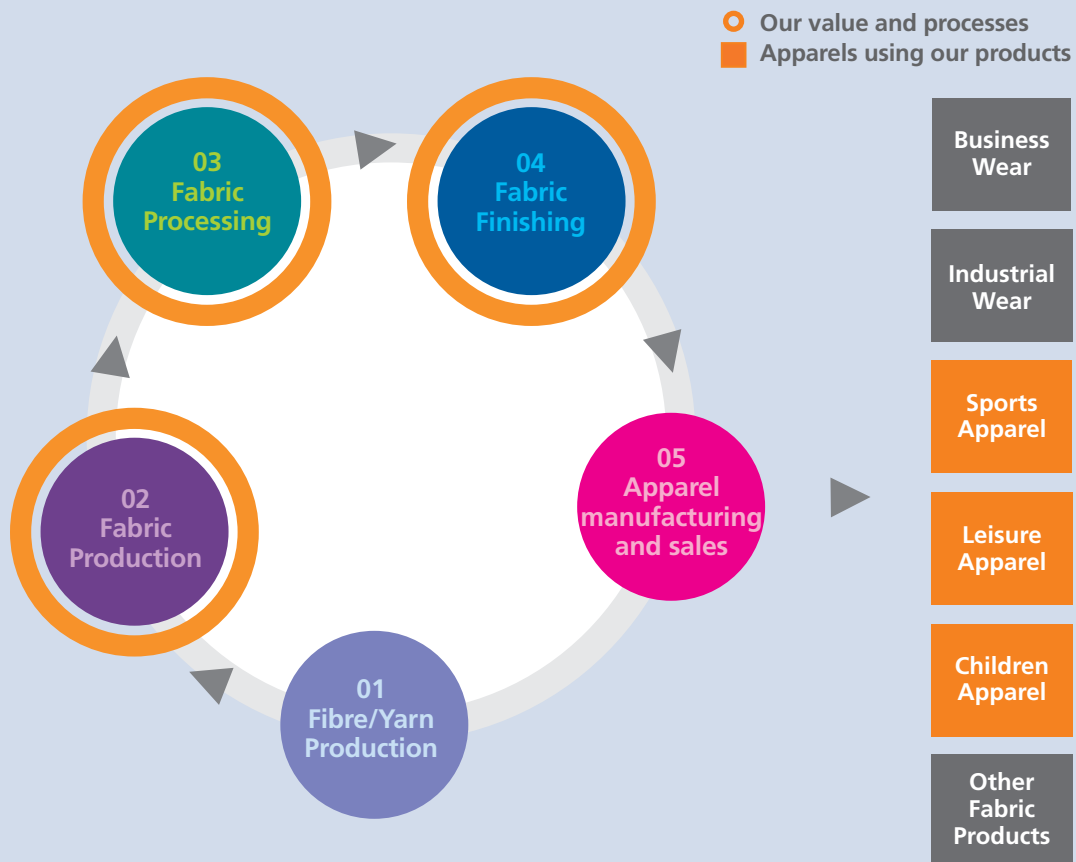 Our value and processes
Apparels using our products
03
Fabric
Processing
04
Fabric
Finishing
02
Fabric
Production
05
Apparel
manufacturing
and sales
01
Fibre/Yarn
Production
Business
Wear
Industrial
Wear
Sports
Apparel
Leisure
Apparel
Children
Apparel
Other
Fabric
Products